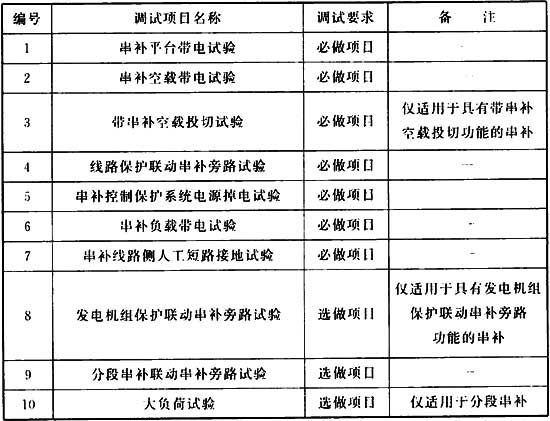 编号 调试项目名称 调试要求 备 注
1 串补平台带电试验 必做项目 -
2 串补空载带电试验 必做项目 -
3 带串补空载投切试验 必做项目 仅适用于具有带串补
空载投切功能的串补
4 线路保护联动串补旁路试验 必做项目 -
5 串补控制保护系统电源掉电试验 必做项目
6 串补负载带电试验 必做项目 -
7 串补线路侧人工短路接地试验 必做项目 -
8 发电机组保护联动串补旁路试验 选做项目 仅适用于具有发电机组
保护联动串补旁路
功能的串补
9 分段串补联动串补旁路试验 选做项目 -
10 大负荷试验 选做项目 仅适用于分段串补